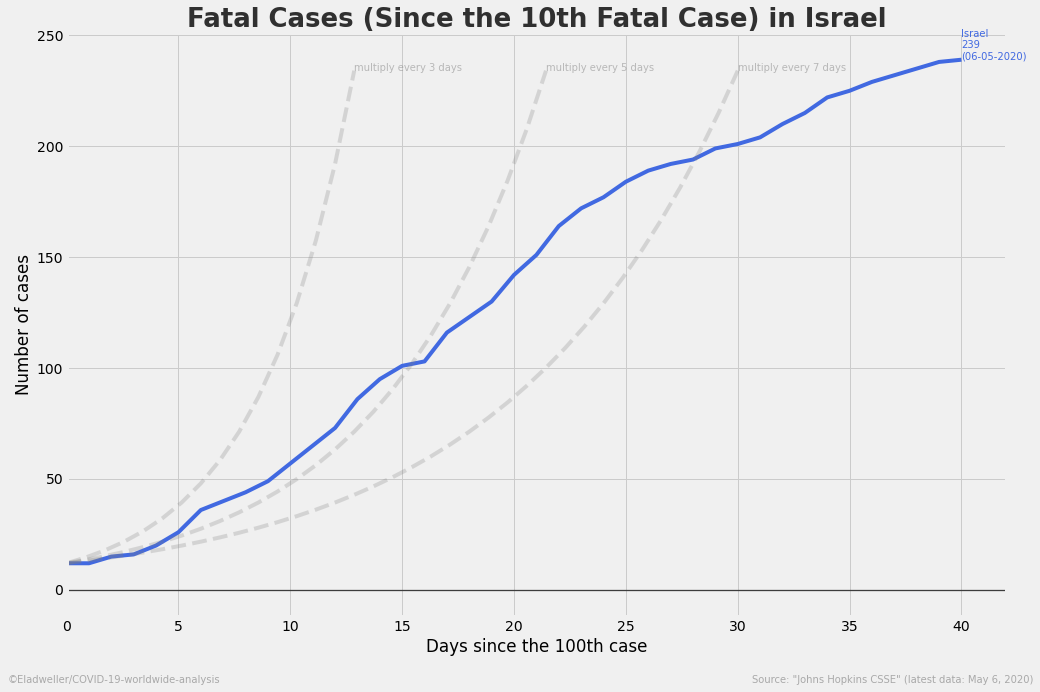 Fatal Cases (Since the 10th Fatal Case) in Israel
250
200
150
100
50
0
Number of cases
multiply every 3 days
multiply every 5 days
multiply every 7 days
Israel
239
(06-05-2020)
0 5 10 15 20 25 30 35 40
Days since the 100th case
©Eladweller/COVID-19-worldwide-analysis
Source: "Johns Hopkins CSSE" (latest data: May 6, 2020)